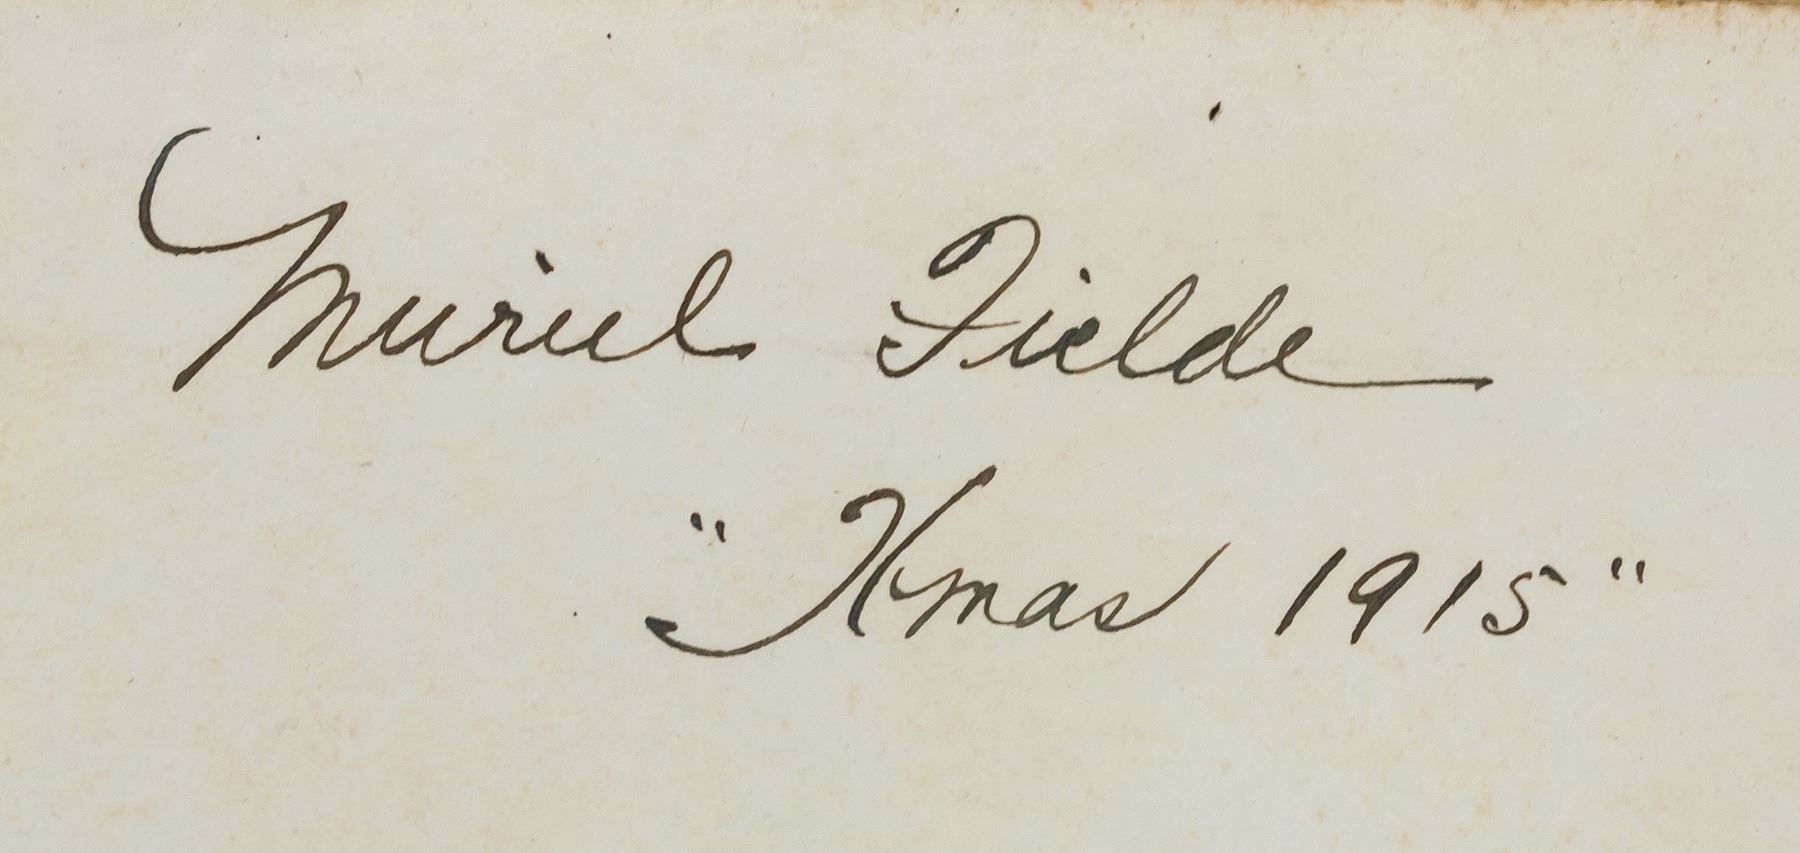 Muriel Fielde
"Xmas 1915"